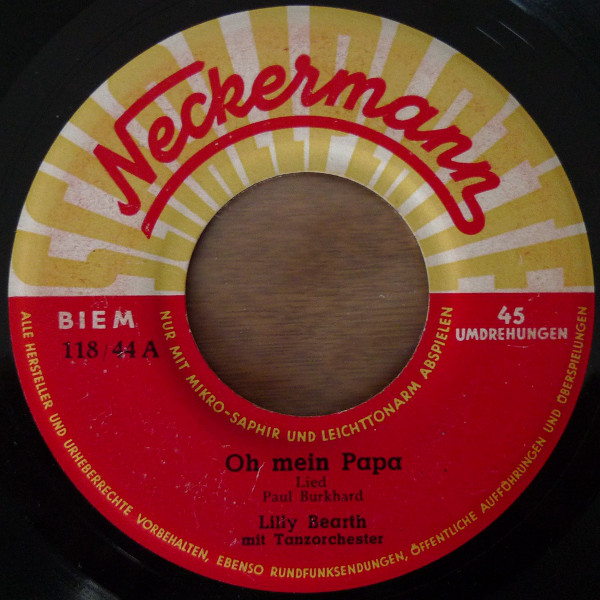 Neckermann
SCHALLPLATTE
BIEM
118/44 A
45
UMDREHUNGEN
NUR MIT MIKRO-SAPHIR UND LEICHTTONARM ABSPIELEN
Oh mein Papa
Lied
Paul Burkhard
Lilly Bearth
mit Tanzorchester
ALLE HERSTELLER UND URHEBERRECHTE VORBEHALTEN, EBENSO RUNDFUNKSENDUNGEN, ÖFFENTLICHE AUFFÜHRUNGEN UND ÜBERSPIELUNGEN